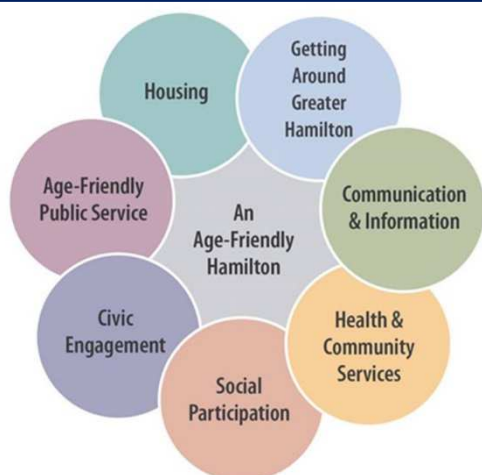 Housing
Getting
Around
Greater
Hamilton
Age-Friendly
Public Service
An
Age-Friendly
Hamilton
Communication
& Information
Civic
Engagement
Health &
Community
Services
Social
Participation